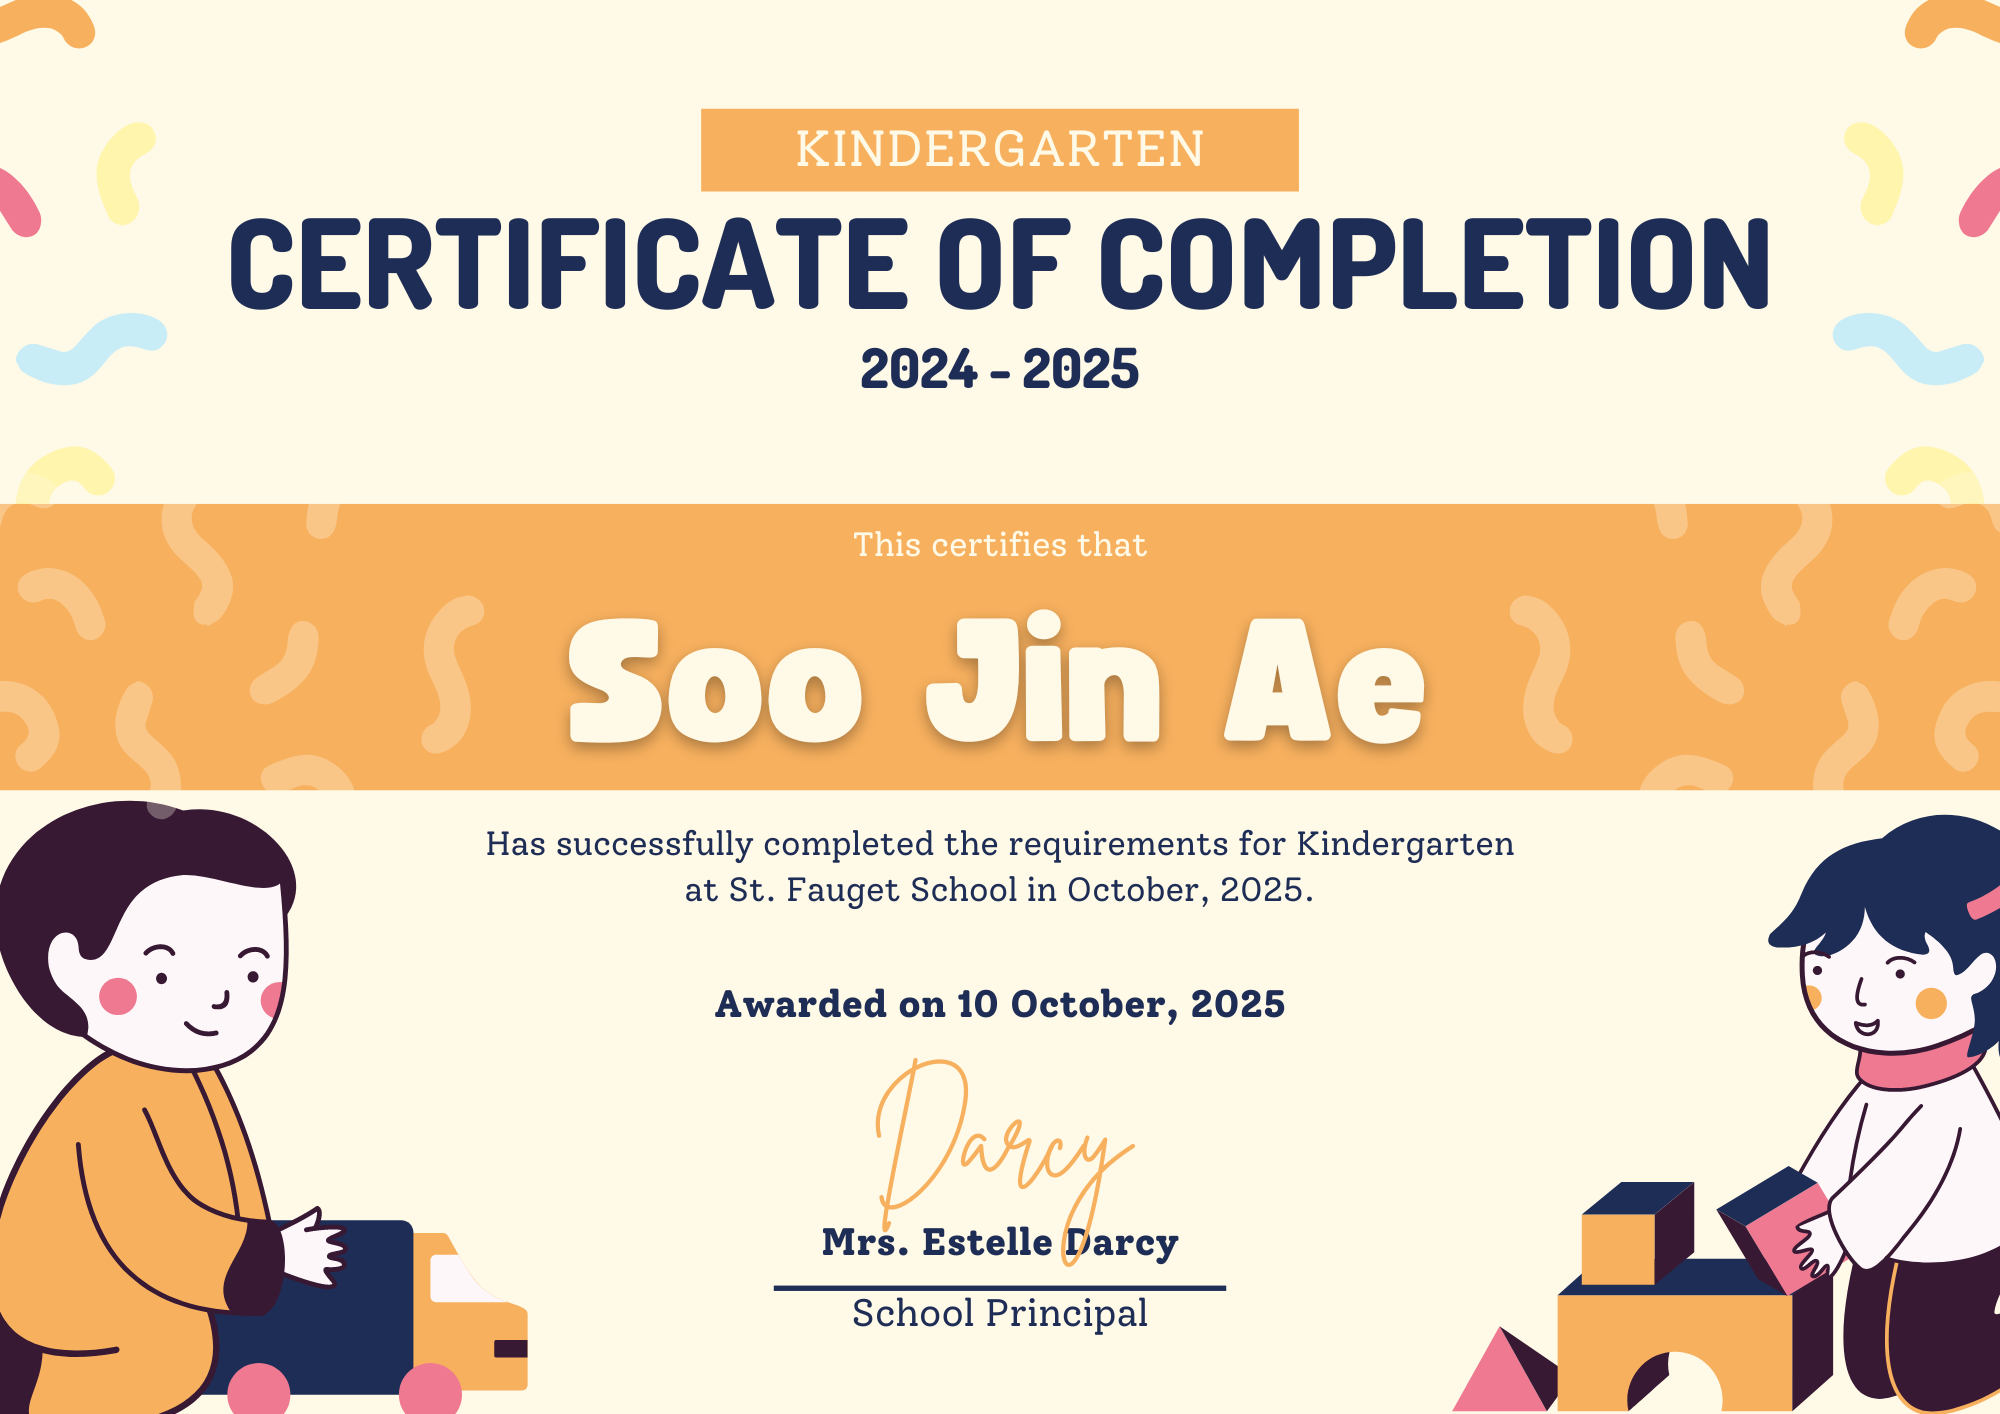 KINDERGARTEN
CERTIFICATE OF COMPLETION
2024 - 2025
This certifies that
Soo Jin Ae
Has successfully completed the requirements for Kindergarten
at St. Fauget School in October, 2025.
Awarded on 10 October, 2025
Darcy
Mrs. Estelle Darcy
School Principal